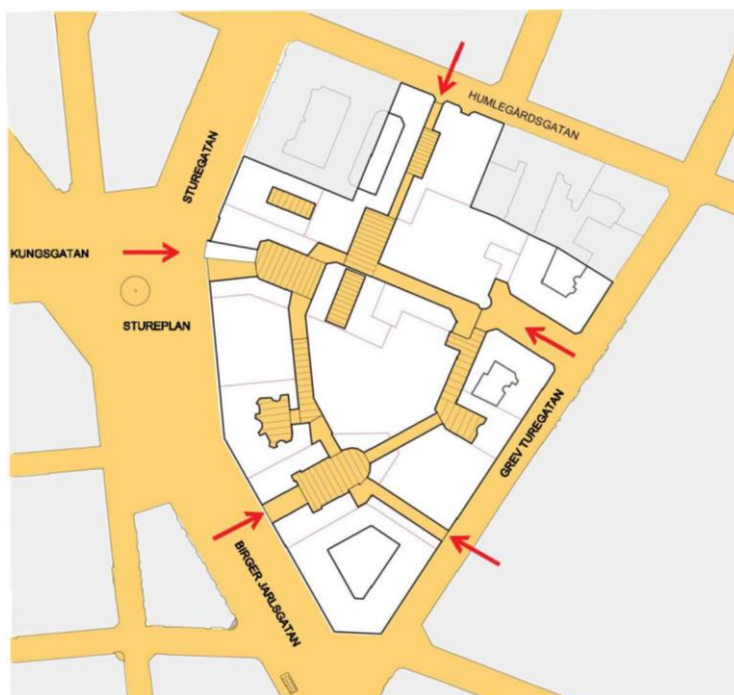 HUMLEGÅRDSGATAN
STUREGATAN
KUNGSGATAN
STUREPLAN
GREV TUREGATAN
BIRGER JARLSGATAN